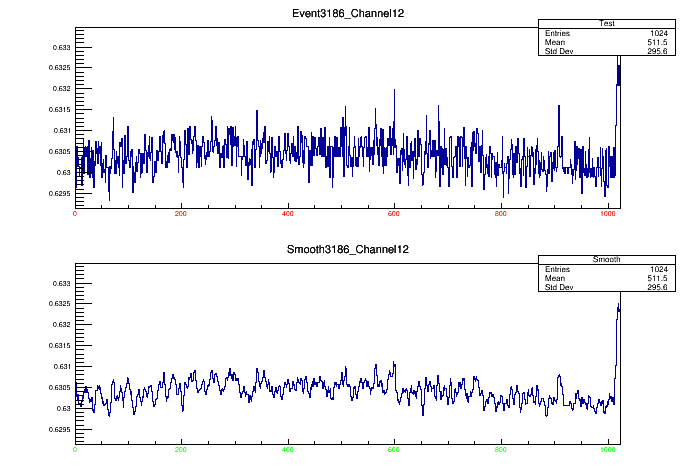 Event3186_Channel12
Test
Entries 1024
Mean 511.5
Std Dev 295.6
0.633
0.6325
0.632
0.6315
0.631
0.6305
0.63
0.6295
0 200 400 600 800 1000
Smooth3186_Channel12
Smooth
Entries 1024
Mean 511.5
Std Dev 295.6
0.633
0.6325
0.632
0.6315
0.631
0.6305
0.63
0.6295
0 200 400 600 800 1000